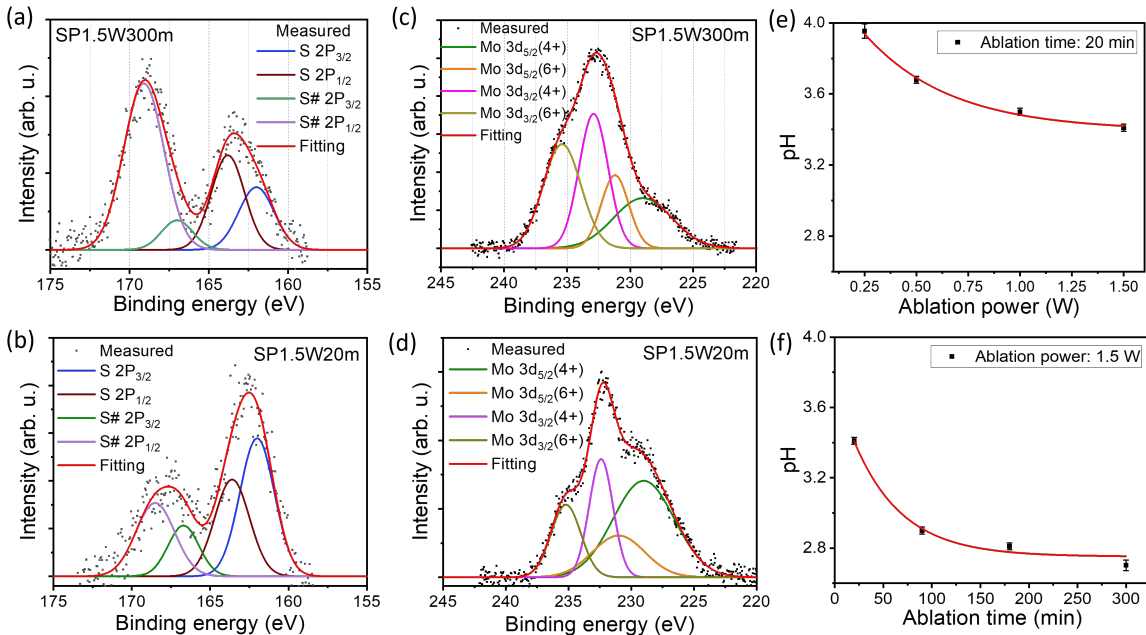 (a)
SP1.5W300m
Measured
S 2P3/2
S 2P1/2
S# 2P3/2
S# 2P1/2
Fitting
Intensity (arb. u.)
175 170 165 160 155
Binding energy (eV)
(b)
Measured
SP1.5W20m
S 2P3/2
S 2P1/2
S# 2P3/2
S# 2P1/2
Fitting
Intensity (arb. u.)
175 170 165 160 155
Binding energy (eV)
(c)
Measured
SP1.5W300m
Mo 3d5/2(4+)
Mo 3d5/2(6+)
Mo 3d3/2(4+)
Mo 3d3/2(6+)
Fitting
Intensity (arb. u.)
245 240 235 230 225 220
Binding energy (eV)
(d)
Measured
SP1.5W20m
Mo 3d5/2(4+)
Mo 3d5/2(6+)
Mo 3d3/2(4+)
Mo 3d3/2(6+)
Fitting
Intensity (arb. u.)
245 240 235 230 225 220
Binding energy (eV)
(e)
Ablation time: 20 min
4.0
3.6
3.2
2.8
pH
0.25 0.50 0.75 1.00 1.25 1.50
Ablation power (W)
(f)
Ablation power: 1.5 W
4.0
3.6
3.2
2.8
pH
0 50 100 150 200 250 300
Ablation time (min)